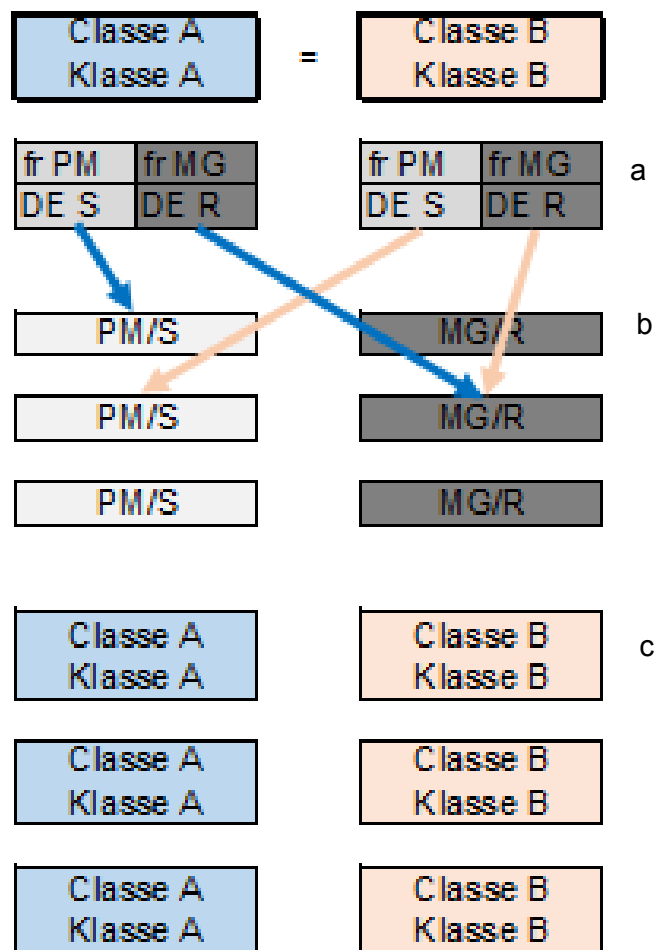 Classe A = Classe B
Klasse A Klasse B
fr PM fr MG fr PM fr MG a
DE S DE R DE S DE R
PM/S MG/R b
PM/S MG/R
PM/S MG/R
Classe A Classe B c
Klasse A Klasse B
Classe A Classe B
Klasse A Klasse B
Classe A Classe B
Klasse A Klasse B